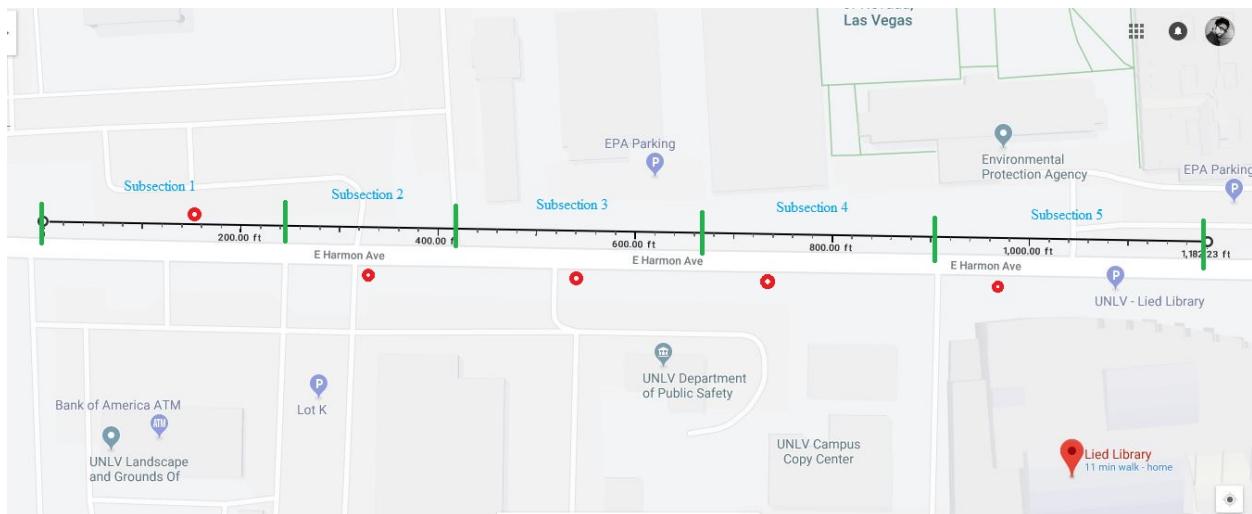 Las Vegas
EPA Parking
P
Environmental
Protection Agency
EPA Parking
P
Subsection 1
Subsection 2
Subsection 3
Subsection 4
Subsection 5
200.00 ft
400.00 f
600.00 ft
800.00 ft
1,000.00 ft
1,182.23 ft
E Harmon Ave
E Harmon Ave
E Harmon Ave
P
UNLV - Lied Library
UNLV Department
of Public Safety
P
Lot K
Bank of America ATM
ATM
UNLV Landscape
and Grounds Of
UNLV Campus
Copy Center
Lied Library
11 min walk - home